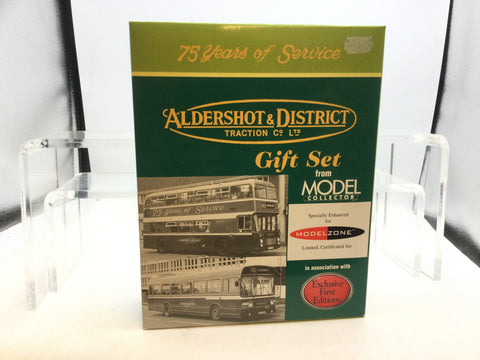 75 Years of Service
ALDERSHOT & DISTRICT
TRACTION Cº LTD
Gift Set
from
MODEL
COLLECTOR
75 Years of Service
Specially Enhanced
for
MODELZONE
Limited, Certificated Set
in association with
Exclusive
First
Editions